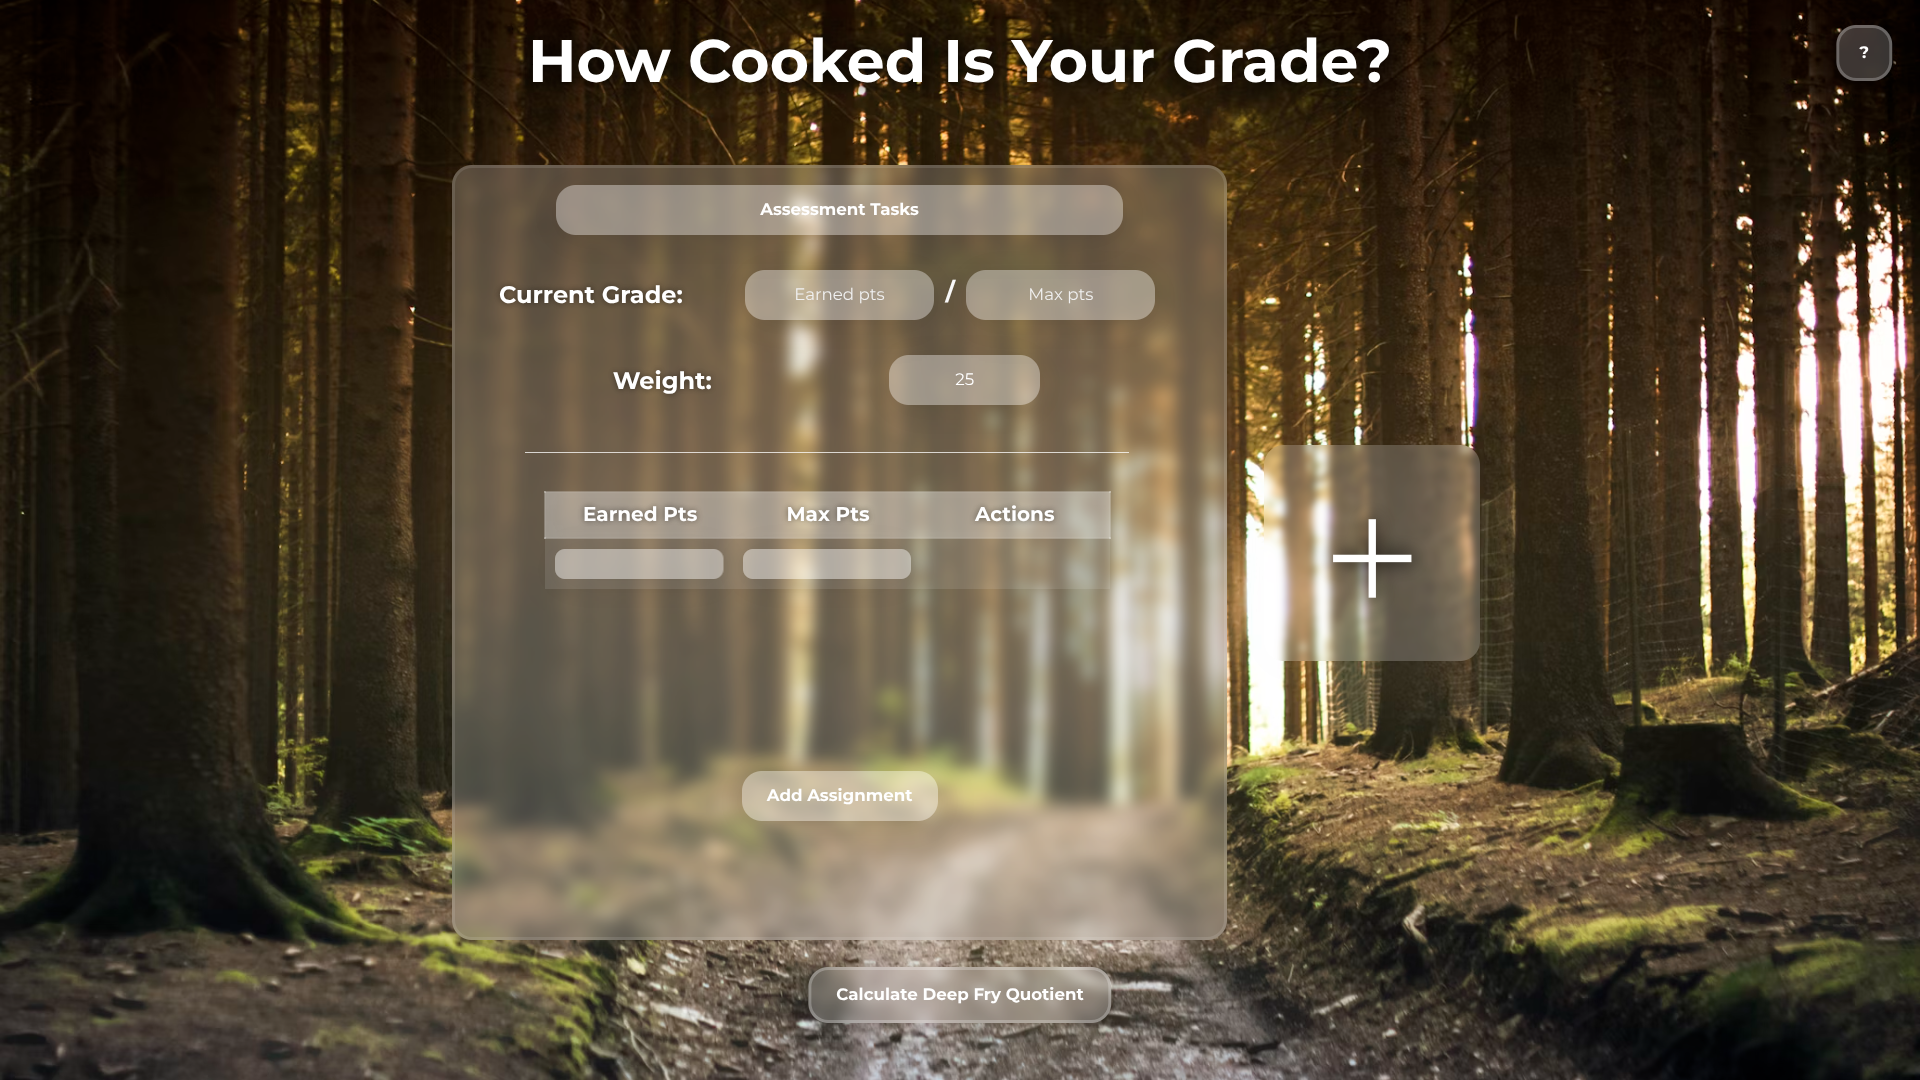 How Cooked Is Your Grade?
?
Assessment Tasks
Current Grade: Earned pts / Max pts
Weight: 25
Earned Pts Max Pts Actions
Add Assignment
Calculate Deep Fry Quotient